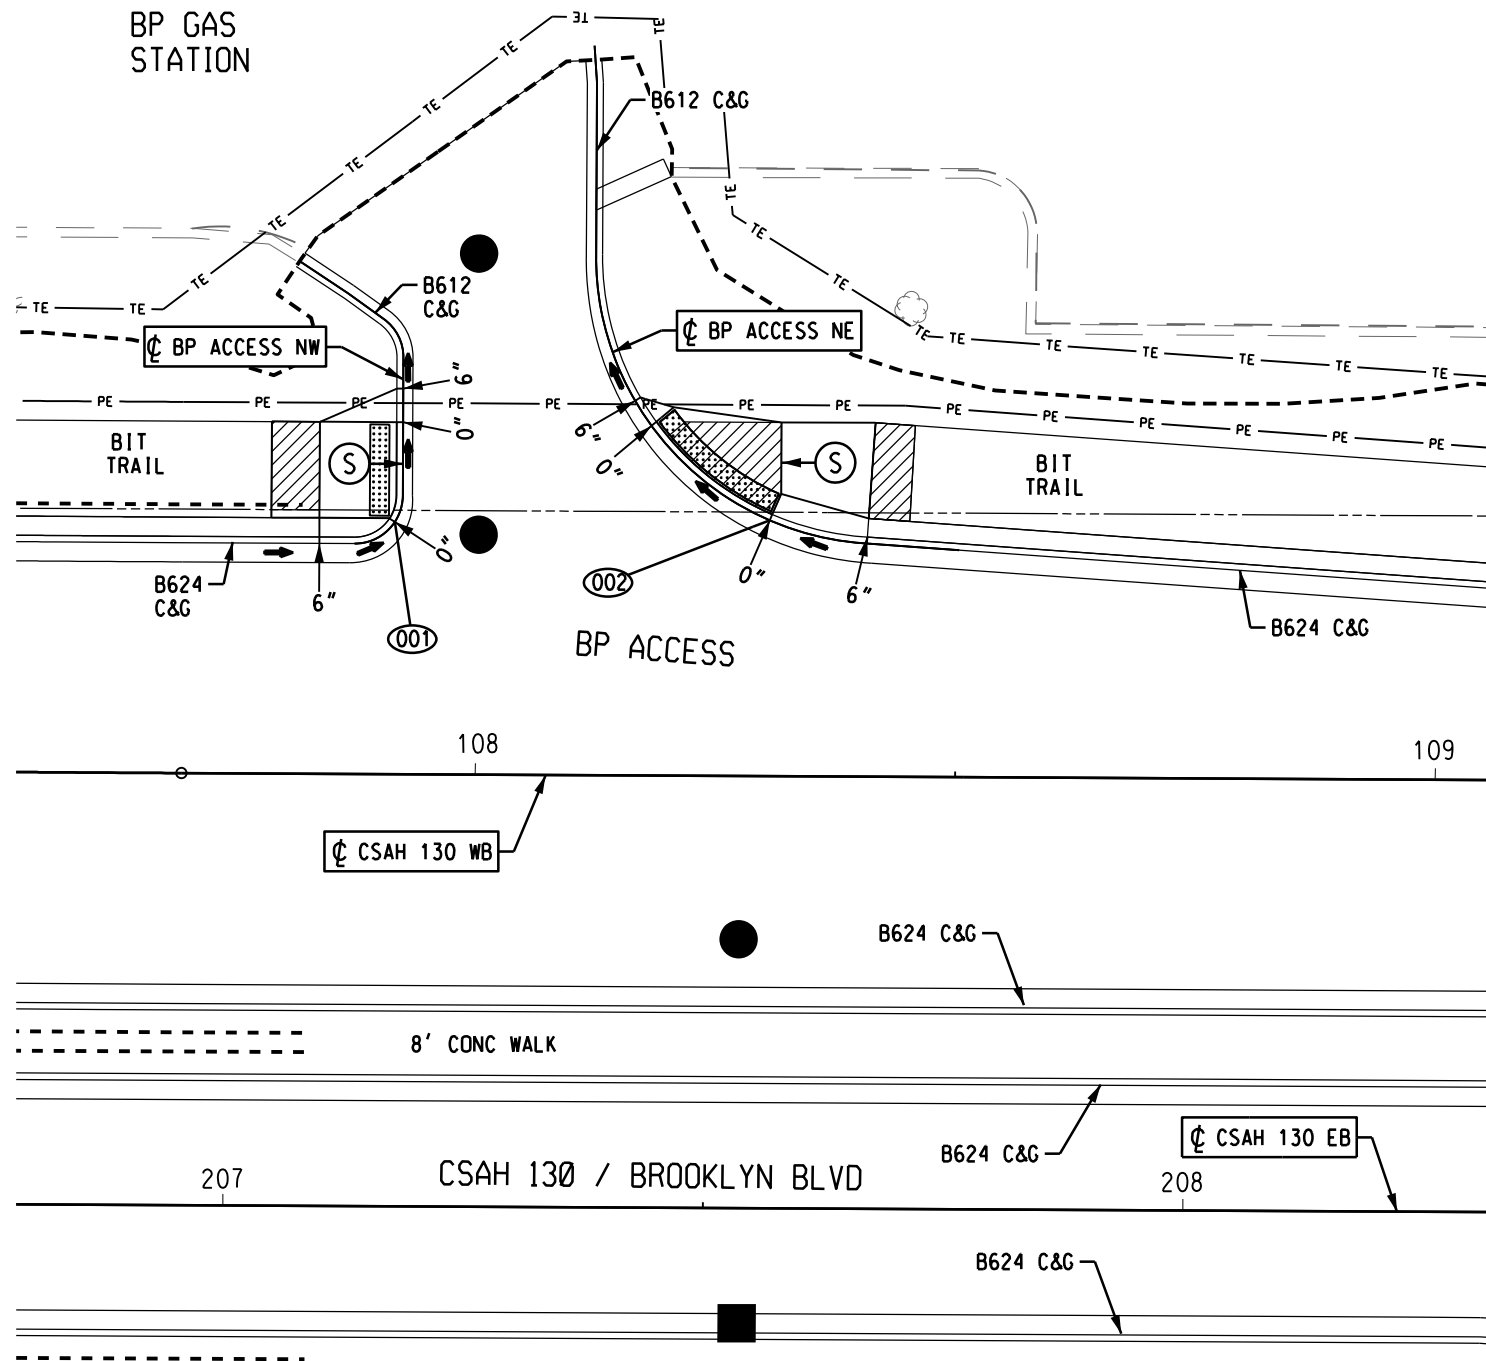 BP GAS
STATION
TE
TE
TE
TE
TE
B612 C&G
TE
TE
TE
TE
TE
TE
B612
C&G
TE
TE
TE
TE
TE
TE
TE
TE
TE
℄ BP ACCESS NW
℄ BP ACCESS NE
6"
PE
PE
PE
PE
PE
PE
PE
PE
PE
PE
PE
PE
PE
PE
0"
6"
0"
BIT
TRAIL
S
S
BIT
TRAIL
0"
0"
6"
6"
B624
C&G
001
002
B624 C&G
BP ACCESS
108
109
℄ CSAH 130 WB
B624 C&G
8' CONC WALK
℄ CSAH 130 EB
B624 C&G
207
CSAH 130 / BROOKLYN BLVD
208
B624 C&G